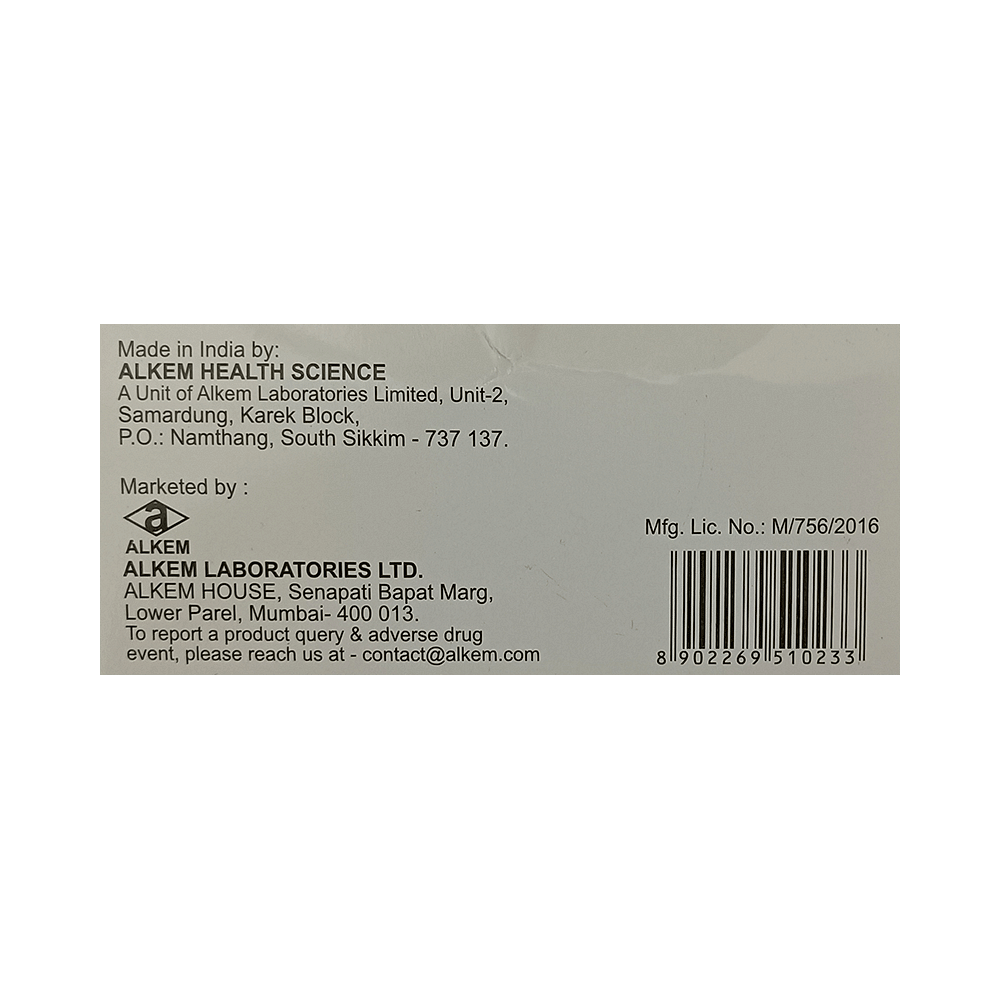 Made in India by:
ALKEM HEALTH SCIENCE
A Unit of Alkem Laboratories Limited, Unit-2,
Samardung, Karek Block,
P.O.: Namthang, South Sikkim - 737 137.
Marketed by :
a
ALKEM
ALKEM LABORATORIES LTD.
ALKEM HOUSE, Senapati Bapat Marg,
Lower Parel, Mumbai- 400 013.
To report a product query & adverse drug
event, please reach us at - contact@alkem.com
Mfg. Lic. No.: M/756/2016
8 902269 510233